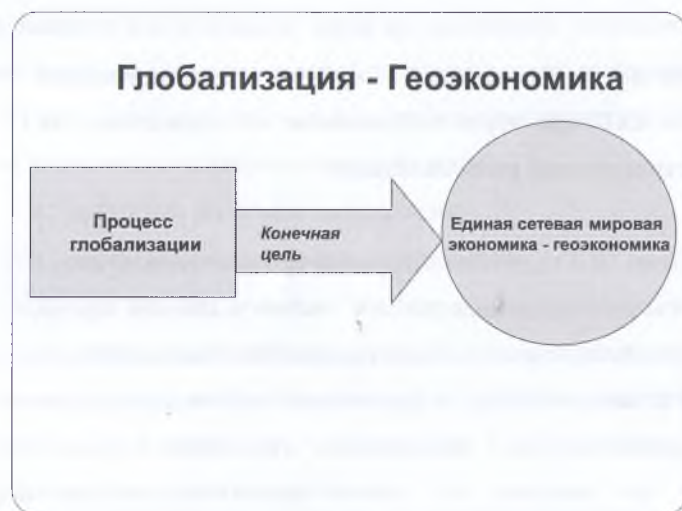 Глобализация - Геоэкономика
Процесс
глобализации
Конечная
цель
Единая сетевая мировая
экономика - геоэкономика